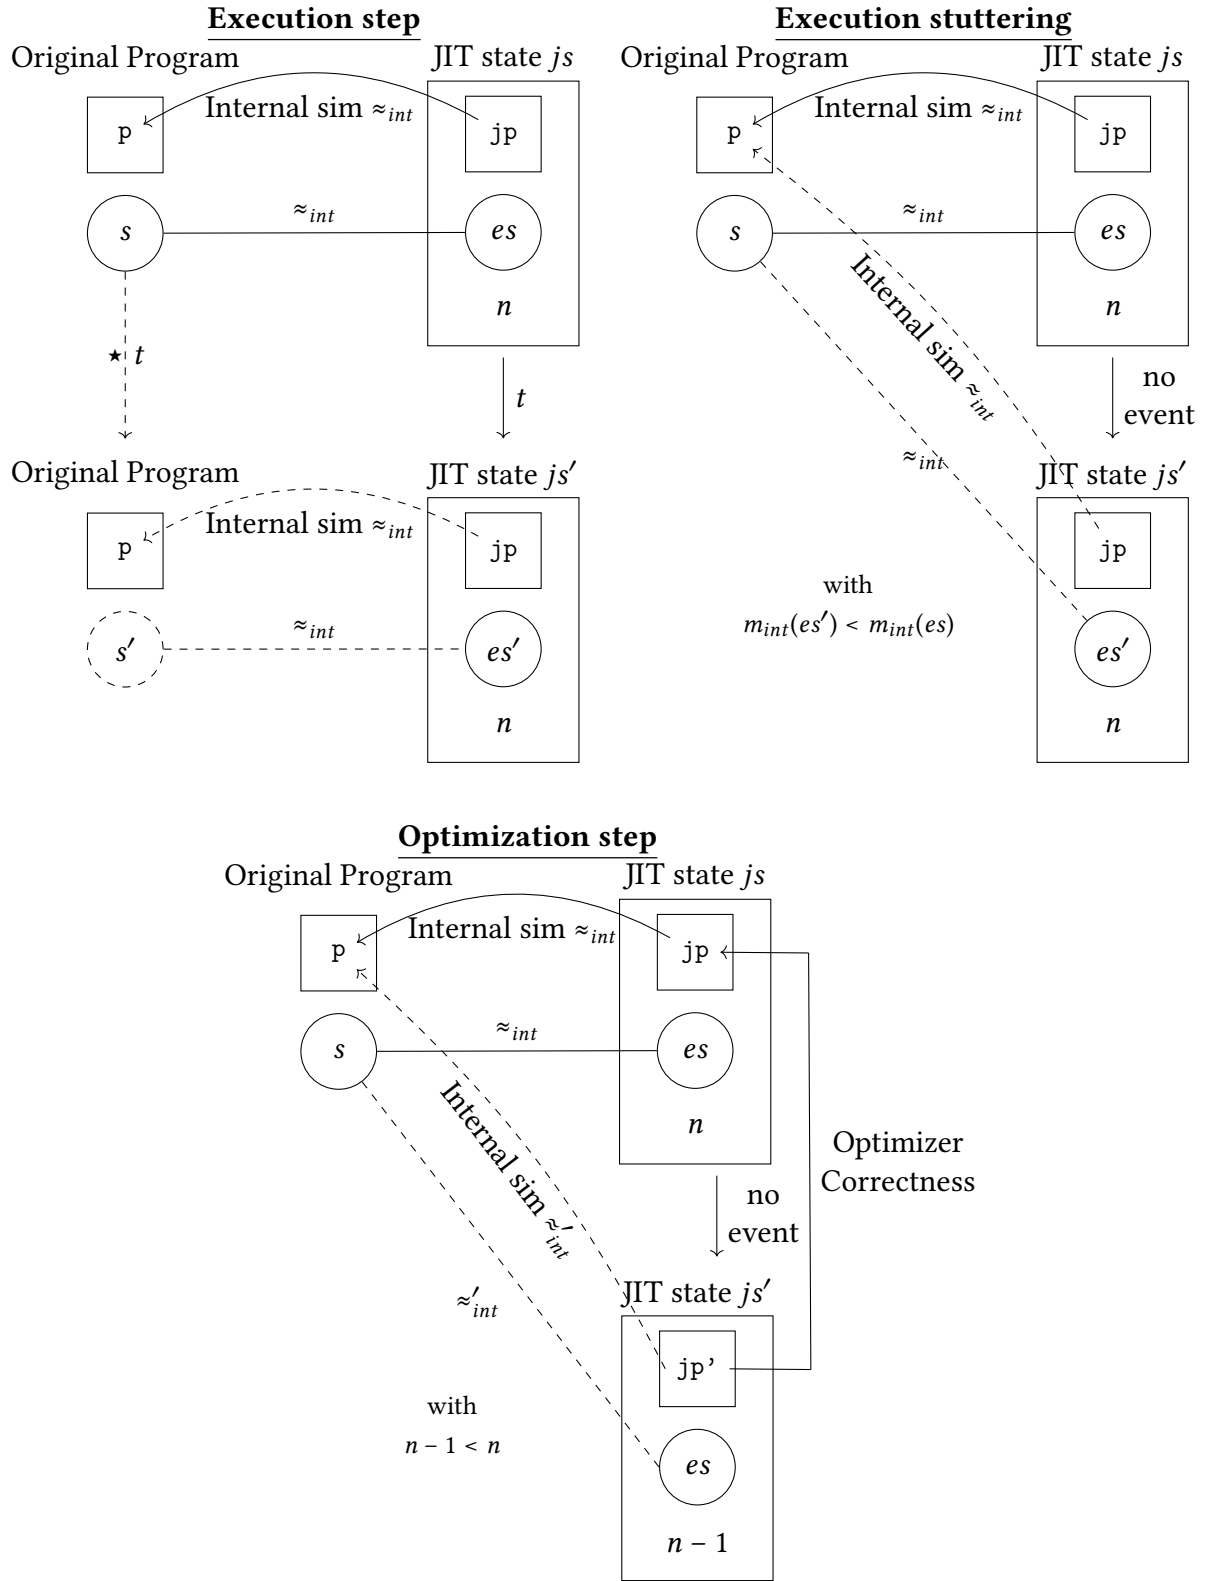 Execution step
Original Program
JIT state js
Internal sim ≈int
p
jp
≈int
s
es
n
★ t
t
Original Program
JIT state js′
Internal sim ≈int
p
jp
≈int
s′
es′
n
Execution stuttering
Original Program
JIT state js
Internal sim ≈int
p
jp
≈int
s
es
n
Internal sim ≈int
no
event
≈int
JIT state js′
jp
with
mint(es′) < mint(es)
es′
n
Optimization step
Original Program
JIT state js
Internal sim ≈int
p
jp
≈int
s
es
n
Internal sim ≈′int
Optimizer
Correctness
no
event
≈′int
JIT state js′
jp'
with
n − 1 < n
es
n − 1